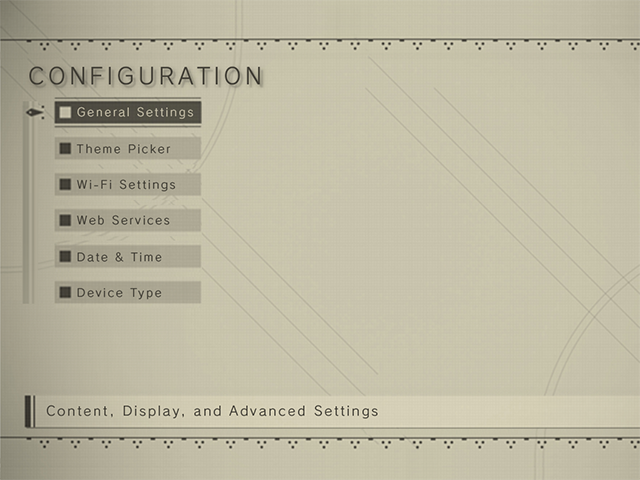 CONFIGURATION
General Settings
Theme Picker
Wi-Fi Settings
Web Services
Date & Time
Device Type
Content, Display, and Advanced Settings